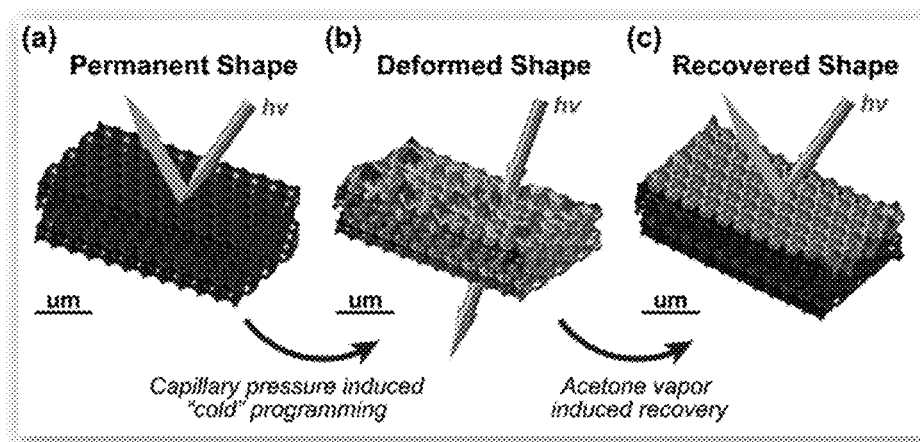 (a)
Permanent Shape
hv
um
(b)
Deformed Shape
hv
um
(c)
Recovered Shape
hv
um
Capillary pressure induced
"cold" programming
Acetone vapor
induced recovery